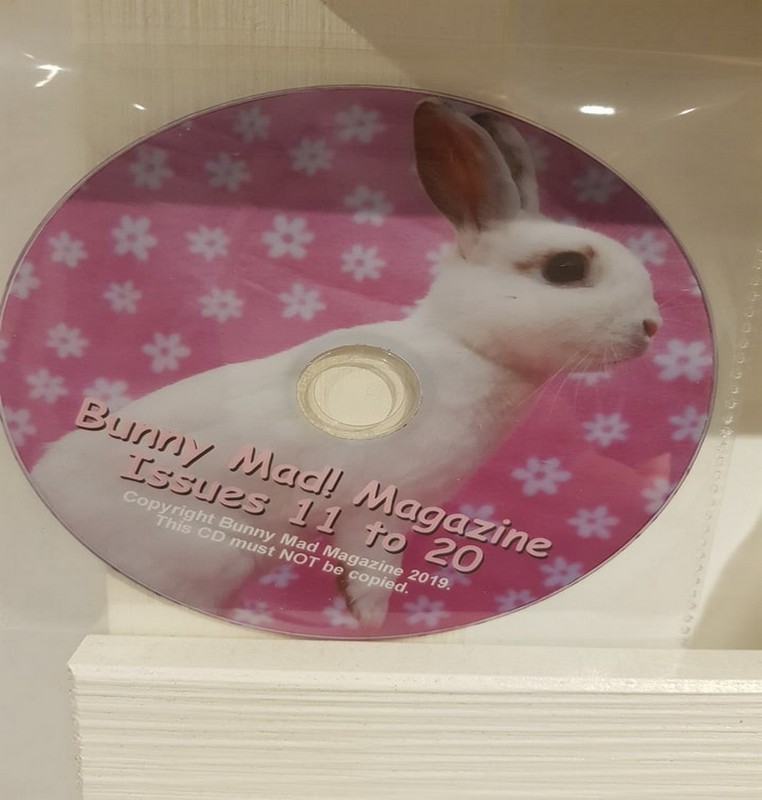 Bunny Mad! Magazine
Issues 11 to 20
Copyright Bunny Mad Magazine 2019.
This CD must NOT be copied.